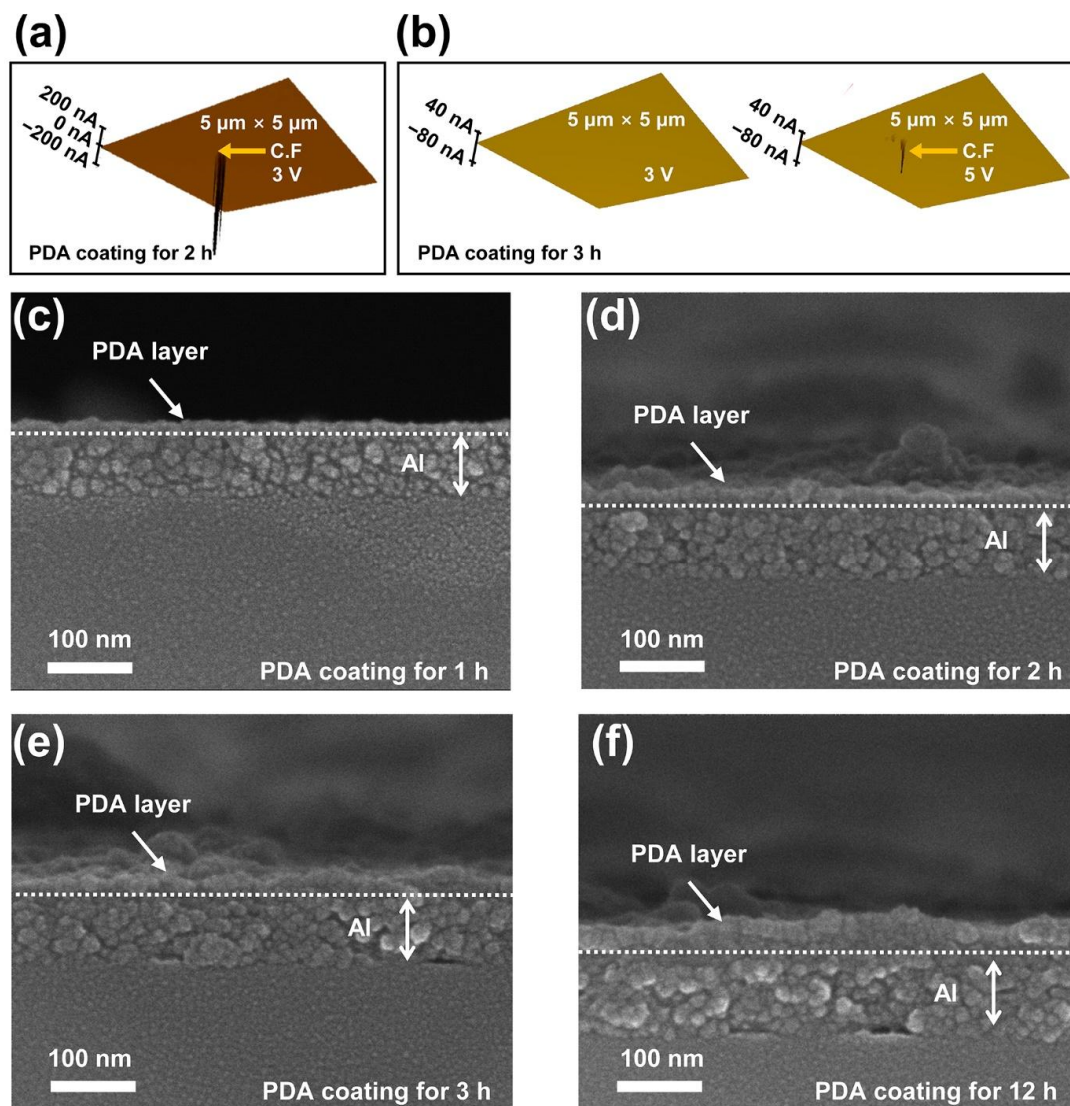 (a)
200 nA
0 nA
−200 nA
5 μm × 5 μm
C.F
3 V
PDA coating for 2 h
(b)
40 nA
−80 nA
5 μm × 5 μm
3 V
40 nA
−80 nA
5 μm × 5 μm
C.F
5 V
PDA coating for 3 h
(c)
PDA layer
Al
100 nm
PDA coating for 1 h
(d)
PDA layer
Al
100 nm
PDA coating for 2 h
(e)
PDA layer
Al
100 nm
PDA coating for 3 h
(f)
PDA layer
Al
100 nm
PDA coating for 12 h